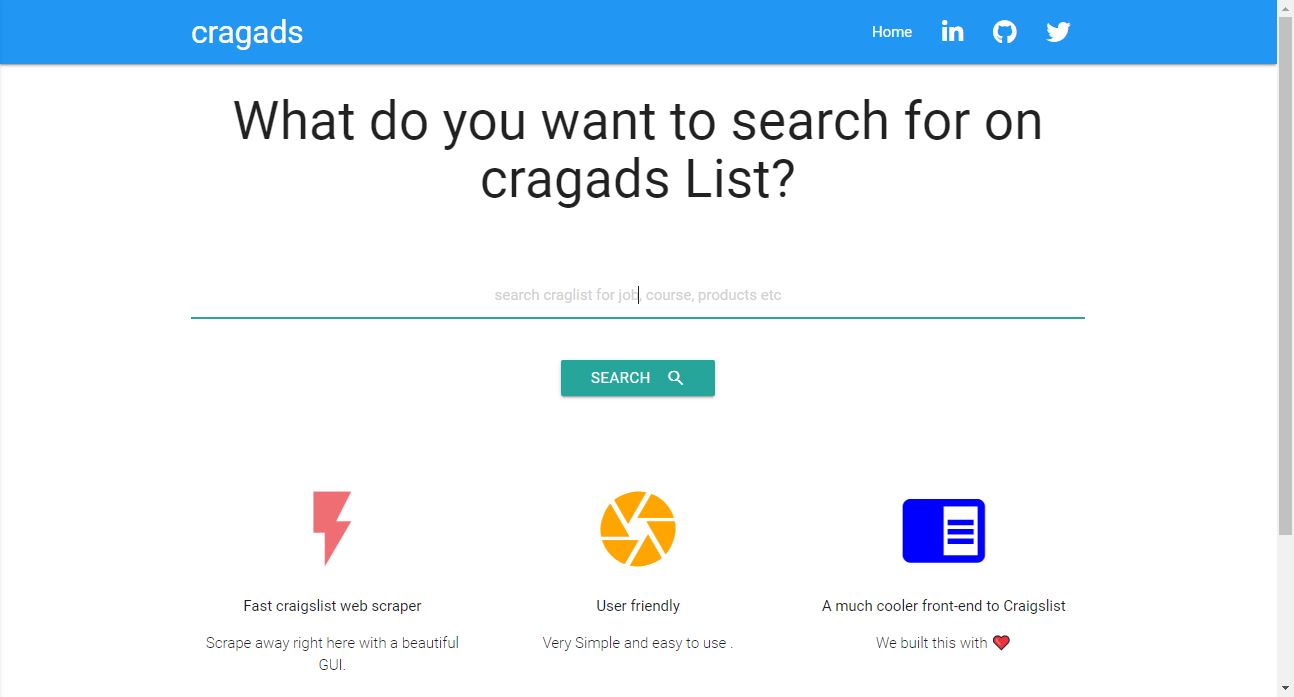 cragads
Home
What do you want to search for on
cragads List?
search craglist for job, course, products etc
SEARCH
Fast craigslist web scraper
User friendly
A much cooler front-end to Craigslist
Scrape away right here with a beautiful
GUI.
Very Simple and easy to use .
We built this with ❤